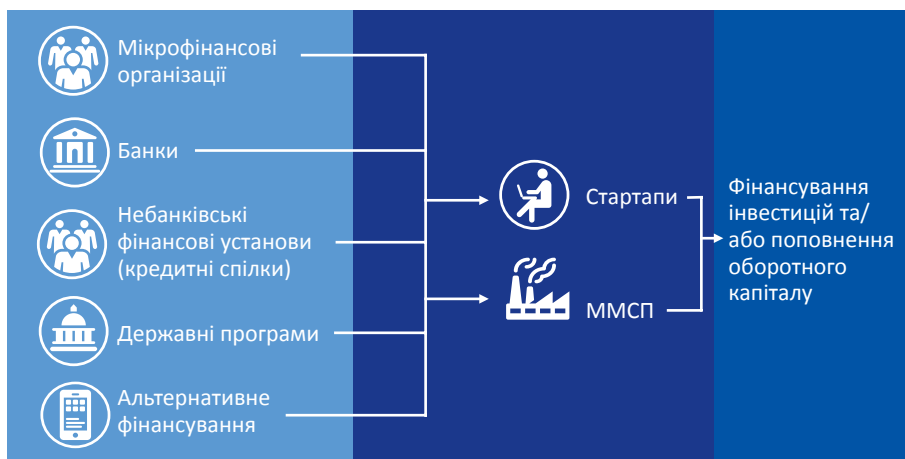 Мікрофінансові
організації
Банки
Небанківські
фінансові установи
(кредитні спілки)
Державні програми
Альтернативне
фінансування
Стартапи
ММСП
Фінансування
інвестицій та/
або поповнення
оборотного
капіталу